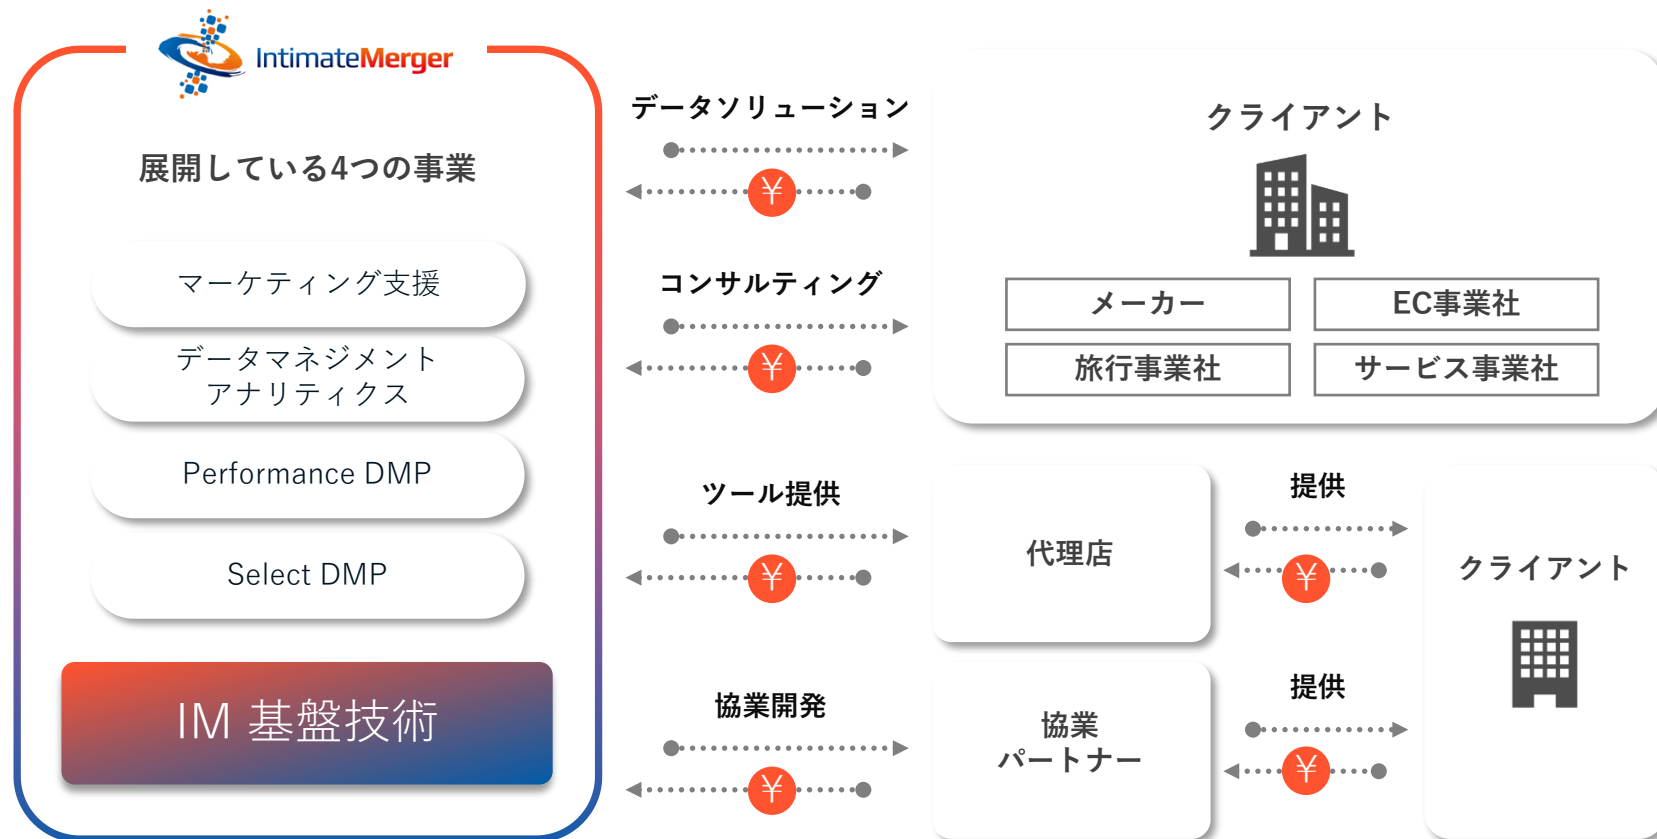 IntimateMerger
展開している4つの事業
マーケティング支援
データマネジメント
アナリティクス
Performance DMP
Select DMP
IM 基盤技術
データソリューション
¥
コンサルティング
¥
ツール提供
¥
協業開発
¥
クライアント
メーカー
EC事業社
旅行事業社
サービス事業社
代理店
提供
¥
協業
パートナー
提供
¥
クライアント